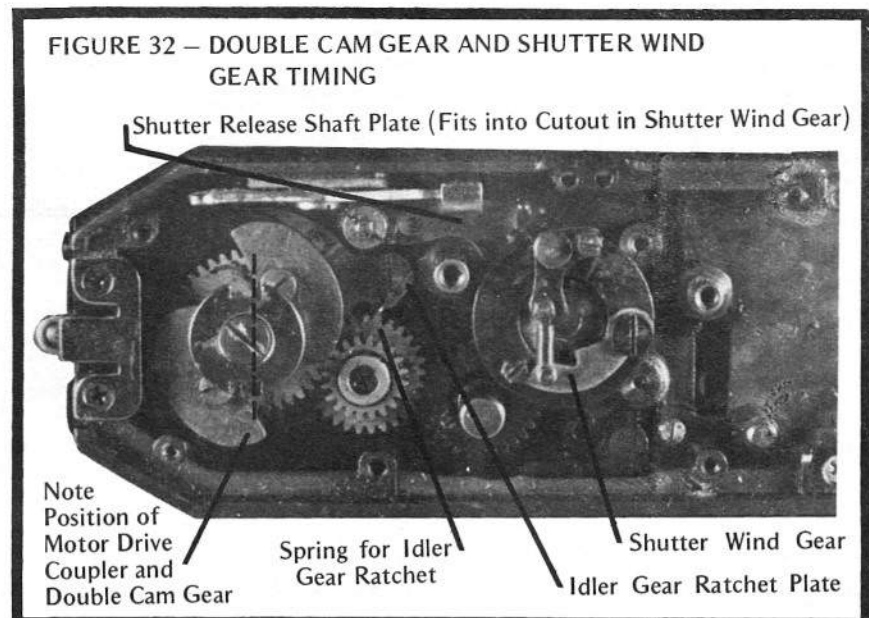 FIGURE 32 – DOUBLE CAM GEAR AND SHUTTER WIND
GEAR TIMING
Shutter Release Shaft Plate (Fits into Cutout in Shutter Wind Gear)
Note
Position of
Motor Drive
Coupler and
Double Cam Gear
Spring for Idler
Gear Ratchet
Shutter Wind Gear
Idler Gear Ratchet Plate